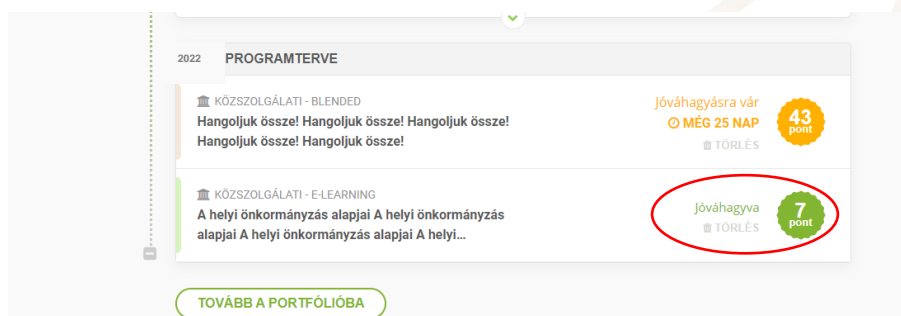 2022 PROGRAMTERVE
KÖZSZOLGÁLATI - BLENDED
Hangoljuk össze! Hangoljuk össze! Hangoljuk össze!
Hangoljuk össze! Hangoljuk össze!
Jóváhagyásra vár
MÉG 25 NAP
TÖRLÉS
43
pont
KÖZSZOLGÁLATI - E-LEARNING
A helyi önkormányzás alapjai A helyi önkormányzás
alapjai A helyi önkormányzás alapjai A helyi...
Jóváhagyva
TÖRLÉS
7
pont
TOVÁBB A PORTFÓLIÓBA